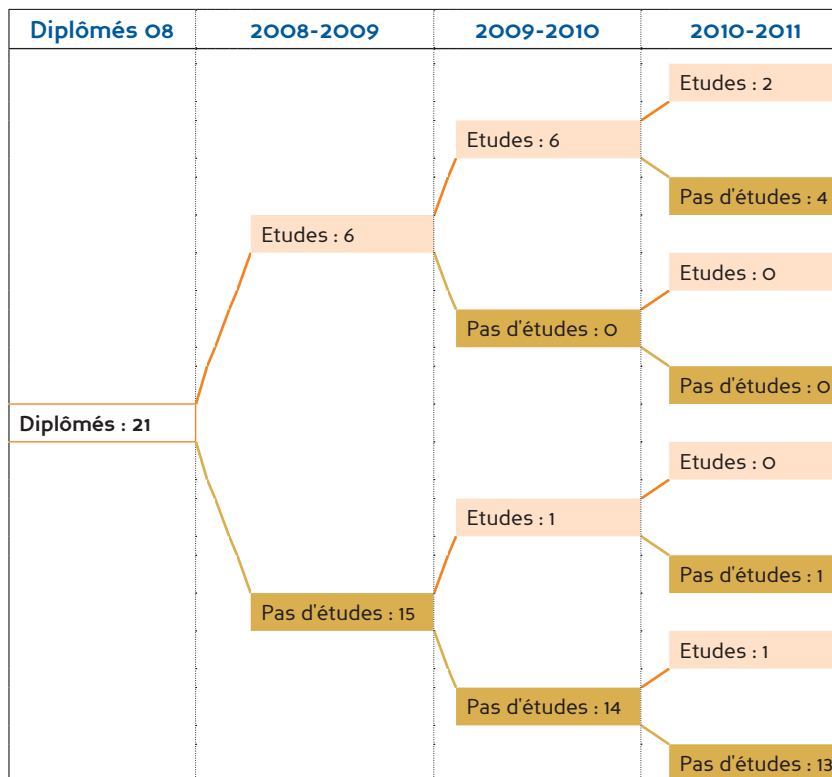 Diplômés 08 2008-2009 2009-2010 2010-2011
Etudes : 2
Etudes : 6
Pas d'études : 4
Etudes : 6
Etudes : 0
Pas d'études : 0
Pas d'études : 0
Diplômés : 21
Etudes : 0
Etudes : 1
Pas d'études : 1
Pas d'études : 15
Etudes : 1
Pas d'études : 14
Pas d'études : 13